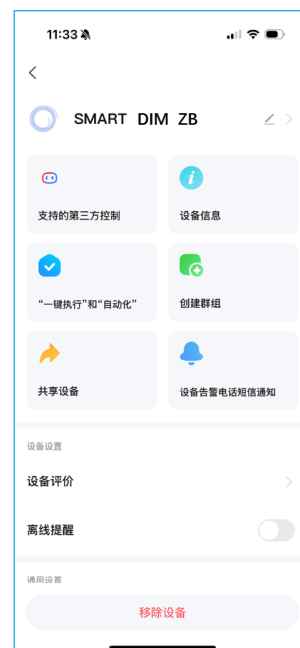 11:33
SMART DIM ZB
支持的第三方控制
设备信息
“一键执行”和“自动化”
创建群组
共享设备
设备告警电话短信通知
设备设置
设备评价
离线提醒
通用设置
移除设备